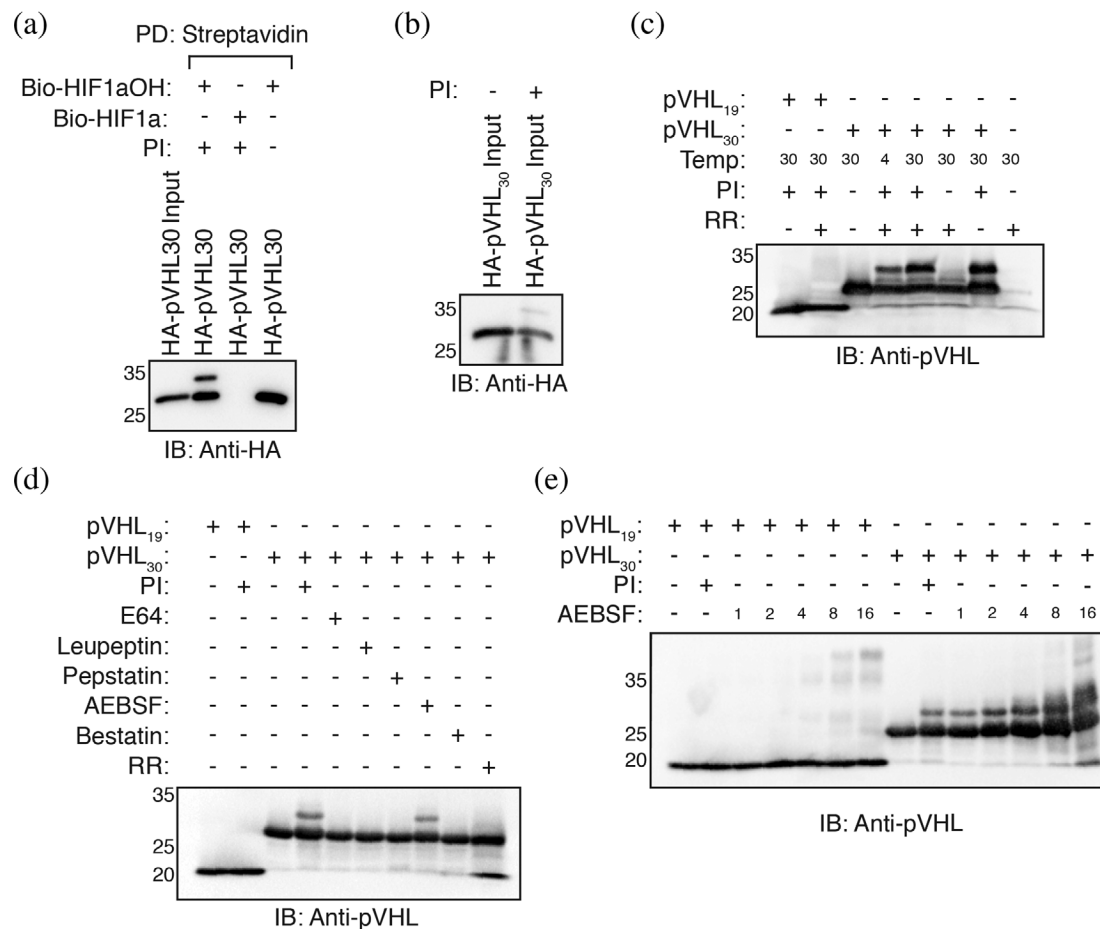 (a)
PD: Streptavidin
Bio-HIF1aOH: + - +
Bio-HIF1a: - + -
PI: + + -
HA-pVHL30 Input
HA-pVHL30
HA-pVHL30
HA-pVHL30
35
25
IB: Anti-HA
(b)
PI: - +
HA-pVHL30 Input
HA-pVHL30 Input
35
25
IB: Anti-HA
(c)
pVHL19: + + - - - - - -
pVHL30: - - + + + + + -
Temp: 30 30 30 4 30 30 30 30
PI: + + - + + - + -
RR: - + - + + + - +
35
25
20
IB: Anti-pVHL
(d)
pVHL19: + + - - - - - - - -
pVHL30: - - + + + + + + + +
PI: - + - + - - - - - -
E64: - - - - + - - - - -
Leupeptin: - - - - - + - - - -
Pepstatin: - - - - - - + - - -
AEBSF: - - - - - - - + - -
Bestatin: - - - - - - - - + -
RR: - - - - - - - - - +
35
25
20
IB: Anti-pVHL
(e)
pVHL19: + + + + + + + - - - - - - -
pVHL30: - - - - - - - + + + + + + +
PI: - + - - - - - - + - - - - -
AEBSF: - - 1 2 4 8 16 - - 1 2 4 8 16
35
25
20
IB: Anti-pVHL